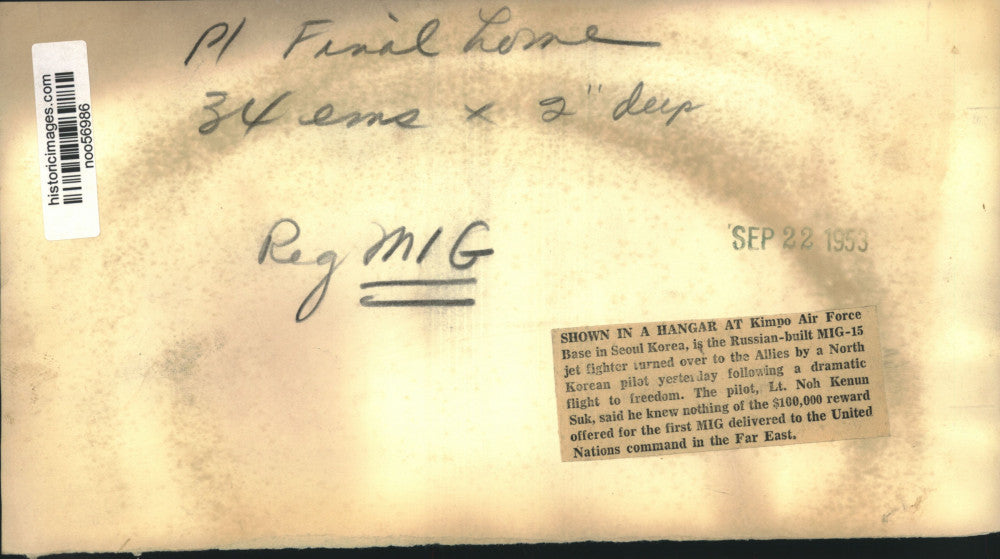 P1 Final home
34 ems x 2" deep
historicimages.com
noo56986
Reg MIG
SEP 22 1953
SHOWN IN A HANGAR AT Kimpo Air Force
Base in Seoul Korea, is the Russian-built MIG-15
jet fighter turned over to the Allies by a North
Korean pilot yesterday following a dramatic
flight to freedom. The pilot, Lt. Noh Kenun
Suk, said he knew nothing of the $100,000 reward
offered for the first MIG delivered to the United
Nations command in the Far East.